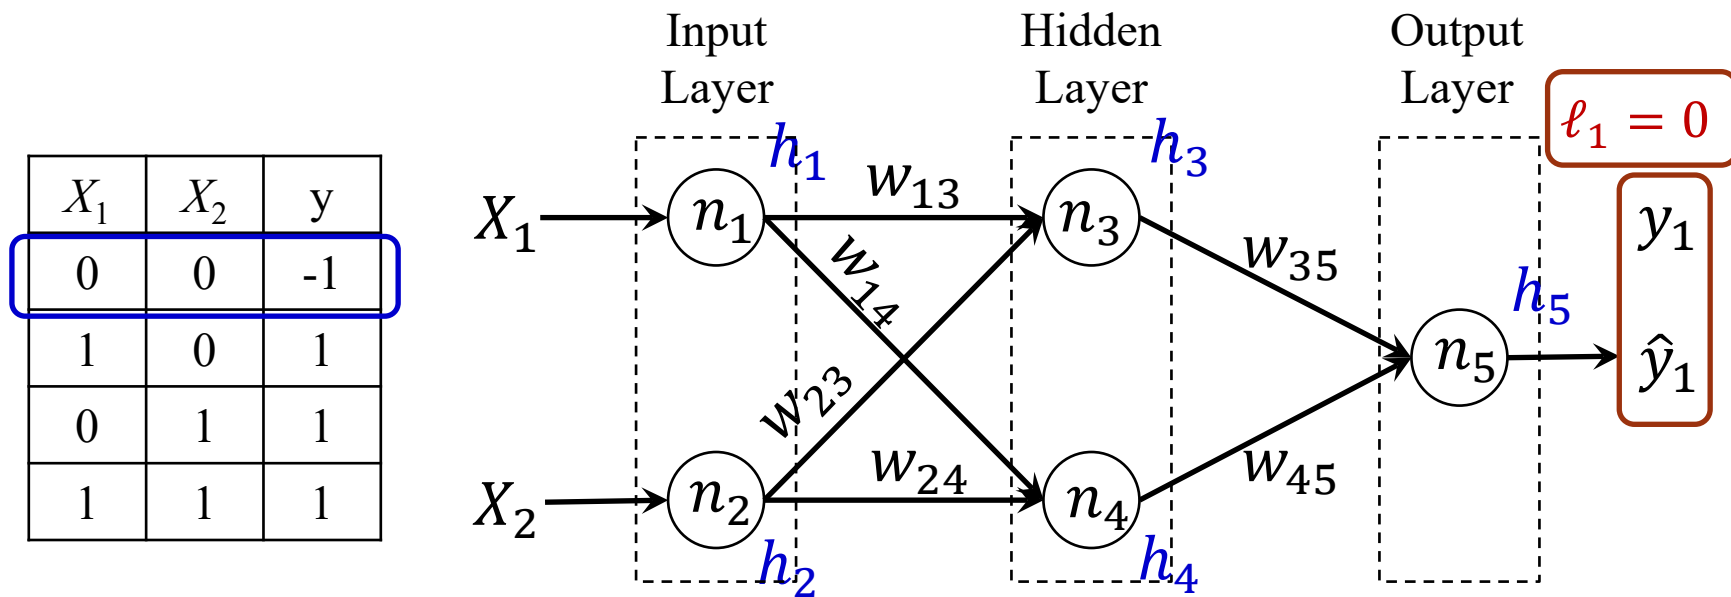 Input Layer
Hidden Layer
Output Layer
ℓ₁ = 0
X₁ X₂ y
0 0 -1
1 0 1
0 1 1
1 1 1
X₁
n₁
h₁
w₁₃
w₁₄
n₃
h₃
w₃₅
y₁
h₅
n₅
ŷ₁
w₂₃
X₂
n₂
h₂
w₂₄
n₄
h₄
w₄₅